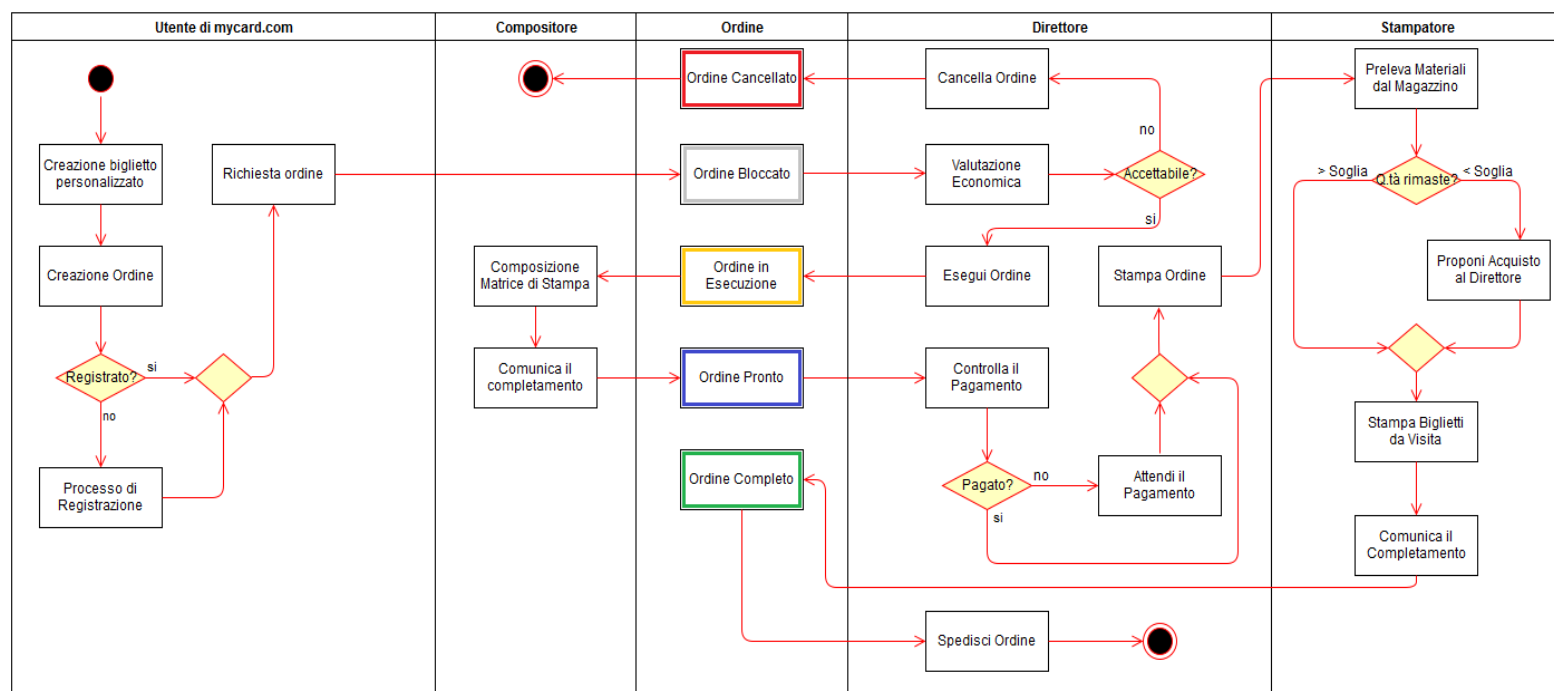 Utente di mycard.com
Compositore
Ordine
Direttore
Stampatore
Creazione biglietto
personalizzato
Creazione Ordine
Registrato?
si
no
Processo di
Registrazione
Richiesta ordine
Composizione
Matrice di Stampa
Comunica il
completamento
Ordine Cancellato
Ordine Bloccato
Ordine in
Esecuzione
Ordine Pronto
Ordine Completo
Cancella Ordine
no
Valutazione
Economica
Accettabile?
si
Esegui Ordine
Stampa Ordine
Controlla il
Pagamento
Pagato?
no
si
Attendi il
Pagamento
Spedisci Ordine
Preleva Materiali
dal Magazzino
> Soglia
Q.tà rimaste?
< Soglia
Proponi Acquisto
al Direttore
Stampa Biglietti
da Visita
Comunica il
Completamento